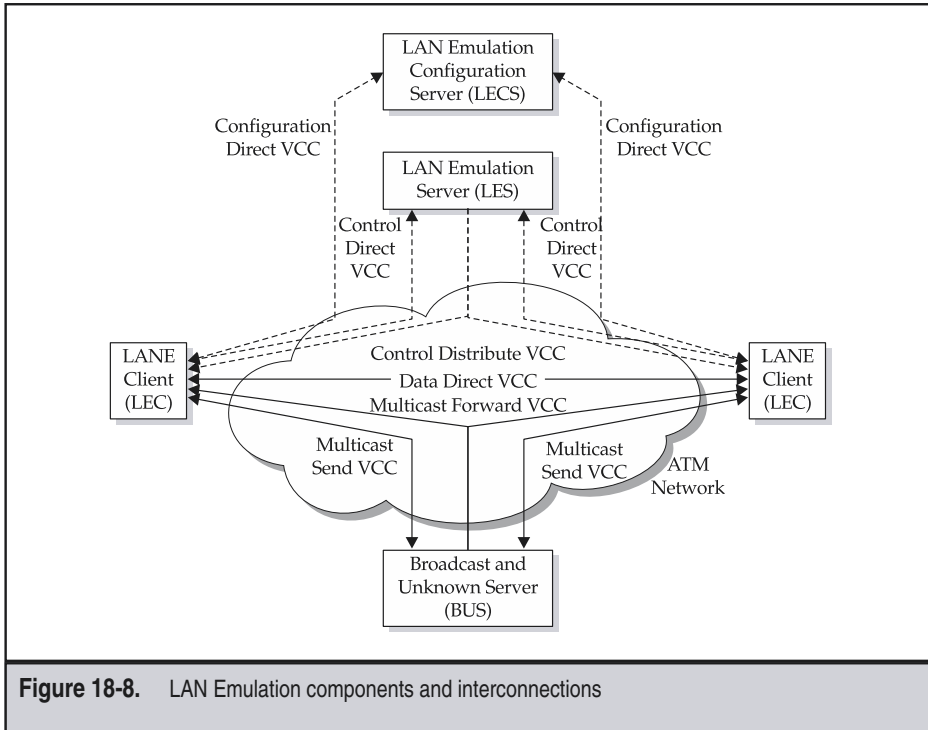 LAN Emulation
Configuration
Server (LECS)
Configuration
Direct VCC
Configuration
Direct VCC
LAN Emulation
Server (LES)
Control
Direct
VCC
Control
Direct
VCC
LANE
Client
(LEC)
Control Distribute VCC
Data Direct VCC
Multicast Forward VCC
LANE
Client
(LEC)
Multicast
Send VCC
Multicast
Send VCC
ATM
Network
Broadcast and
Unknown Server
(BUS)
Figure 18-8. LAN Emulation components and interconnections